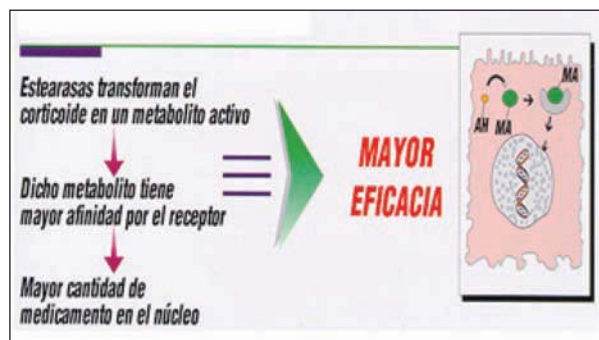 Estearasas transforman el
corticoide en un metabolito activo
Dicho metabolito tiene
mayor afinidad por el receptor
Mayor cantidad de
medicamento en el núcleo
MAYOR
EFICACIA
MA
AH
MA